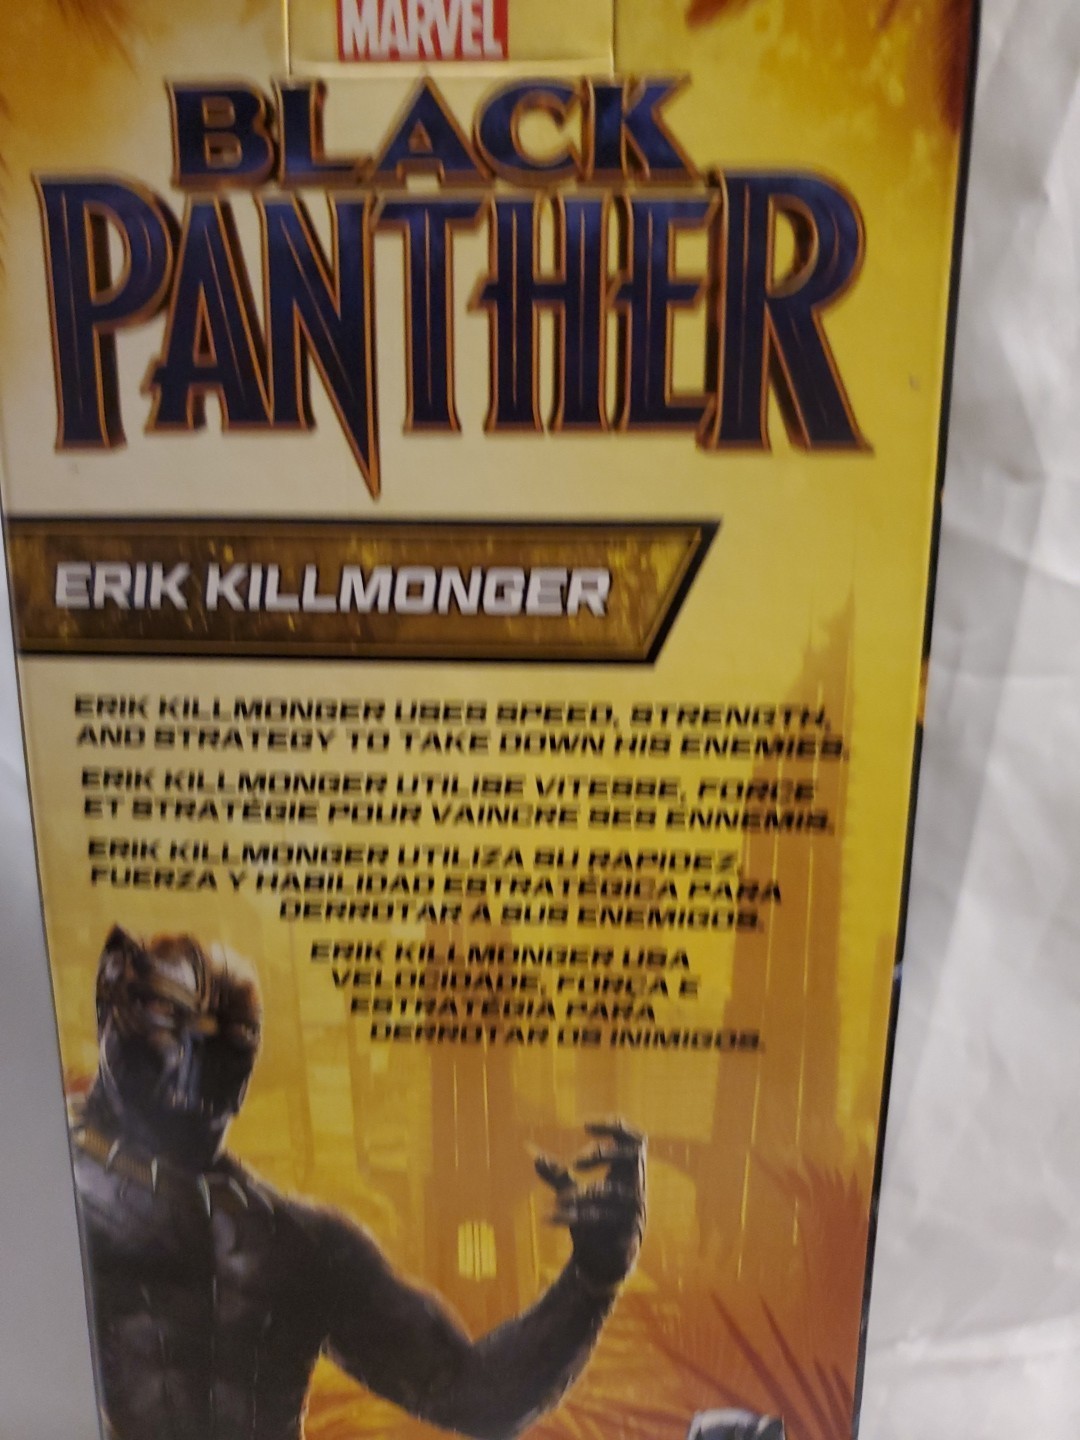 MARVEL
BLACK
PANTHER
ERIK KILLMONGER
ERIK KILLMONGER USES SPEED, STRENGTH,
AND STRATEGY TO TAKE DOWN HIS ENEMIES.
ERIK KILLMONGER UTILISE VITESSE, FORCE
ET STRATÉGIE POUR VAINCRE SES ENNEMIS.
ERIK KILLMONGER UTILIZA SU RAPIDEZ,
FUERZA Y HABILIDAD ESTRATÉGICA PARA
DERROTAR A SUS ENEMIGOS.
ERIK KILLMONGER USA
VELOCIDADE, FORÇA E
ESTRATÉGIA PARA
DERROTAR OS INIMIGOS.